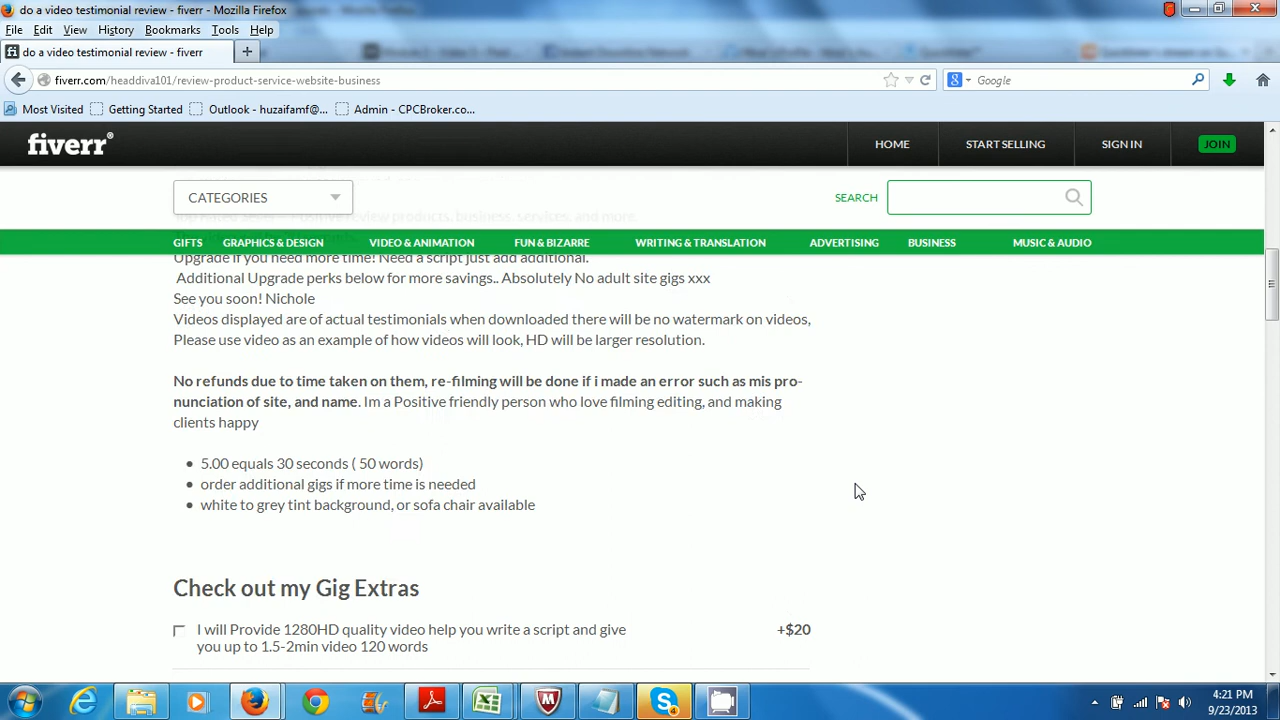 do a video testimonial review - fiverr - Mozilla Firefox
File Edit View History Bookmarks Tools Help
do a video testimonial review - fiverr
fiverr.com/headdiva101/review-product-service-website-business
Google
Most Visited Getting Started Outlook - huzaifamf@... Admin - CPCBroker.co...
fiverr®
HOME START SELLING SIGN IN JOIN
CATEGORIES
SEARCH
GIFTS GRAPHICS & DESIGN VIDEO & ANIMATION FUN & BIZARRE WRITING & TRANSLATION ADVERTISING BUSINESS MUSIC & AUDIO
Upgrade if you need more time! Need a script just add additional.
Additional Upgrade perks below for more savings.. Absolutely No adult site gigs xxx
See you soon! Nichole
Videos displayed are of actual testimonials when downloaded there will be no watermark on videos,
Please use video as an example of how videos will look, HD will be larger resolution.
No refunds due to time taken on them, re-filming will be done if i made an error such as mis pro-
nunciation of site, and name. Im a Positive friendly person who love filming editing, and making
clients happy
5.00 equals 30 seconds ( 50 words)
order additional gigs if more time is needed
white to grey tint background, or sofa chair available
Check out my Gig Extras
I will Provide 1280HD quality video help you write a script and give +$20
you up to 1.5-2min video 120 words
4:21 PM
9/23/2013